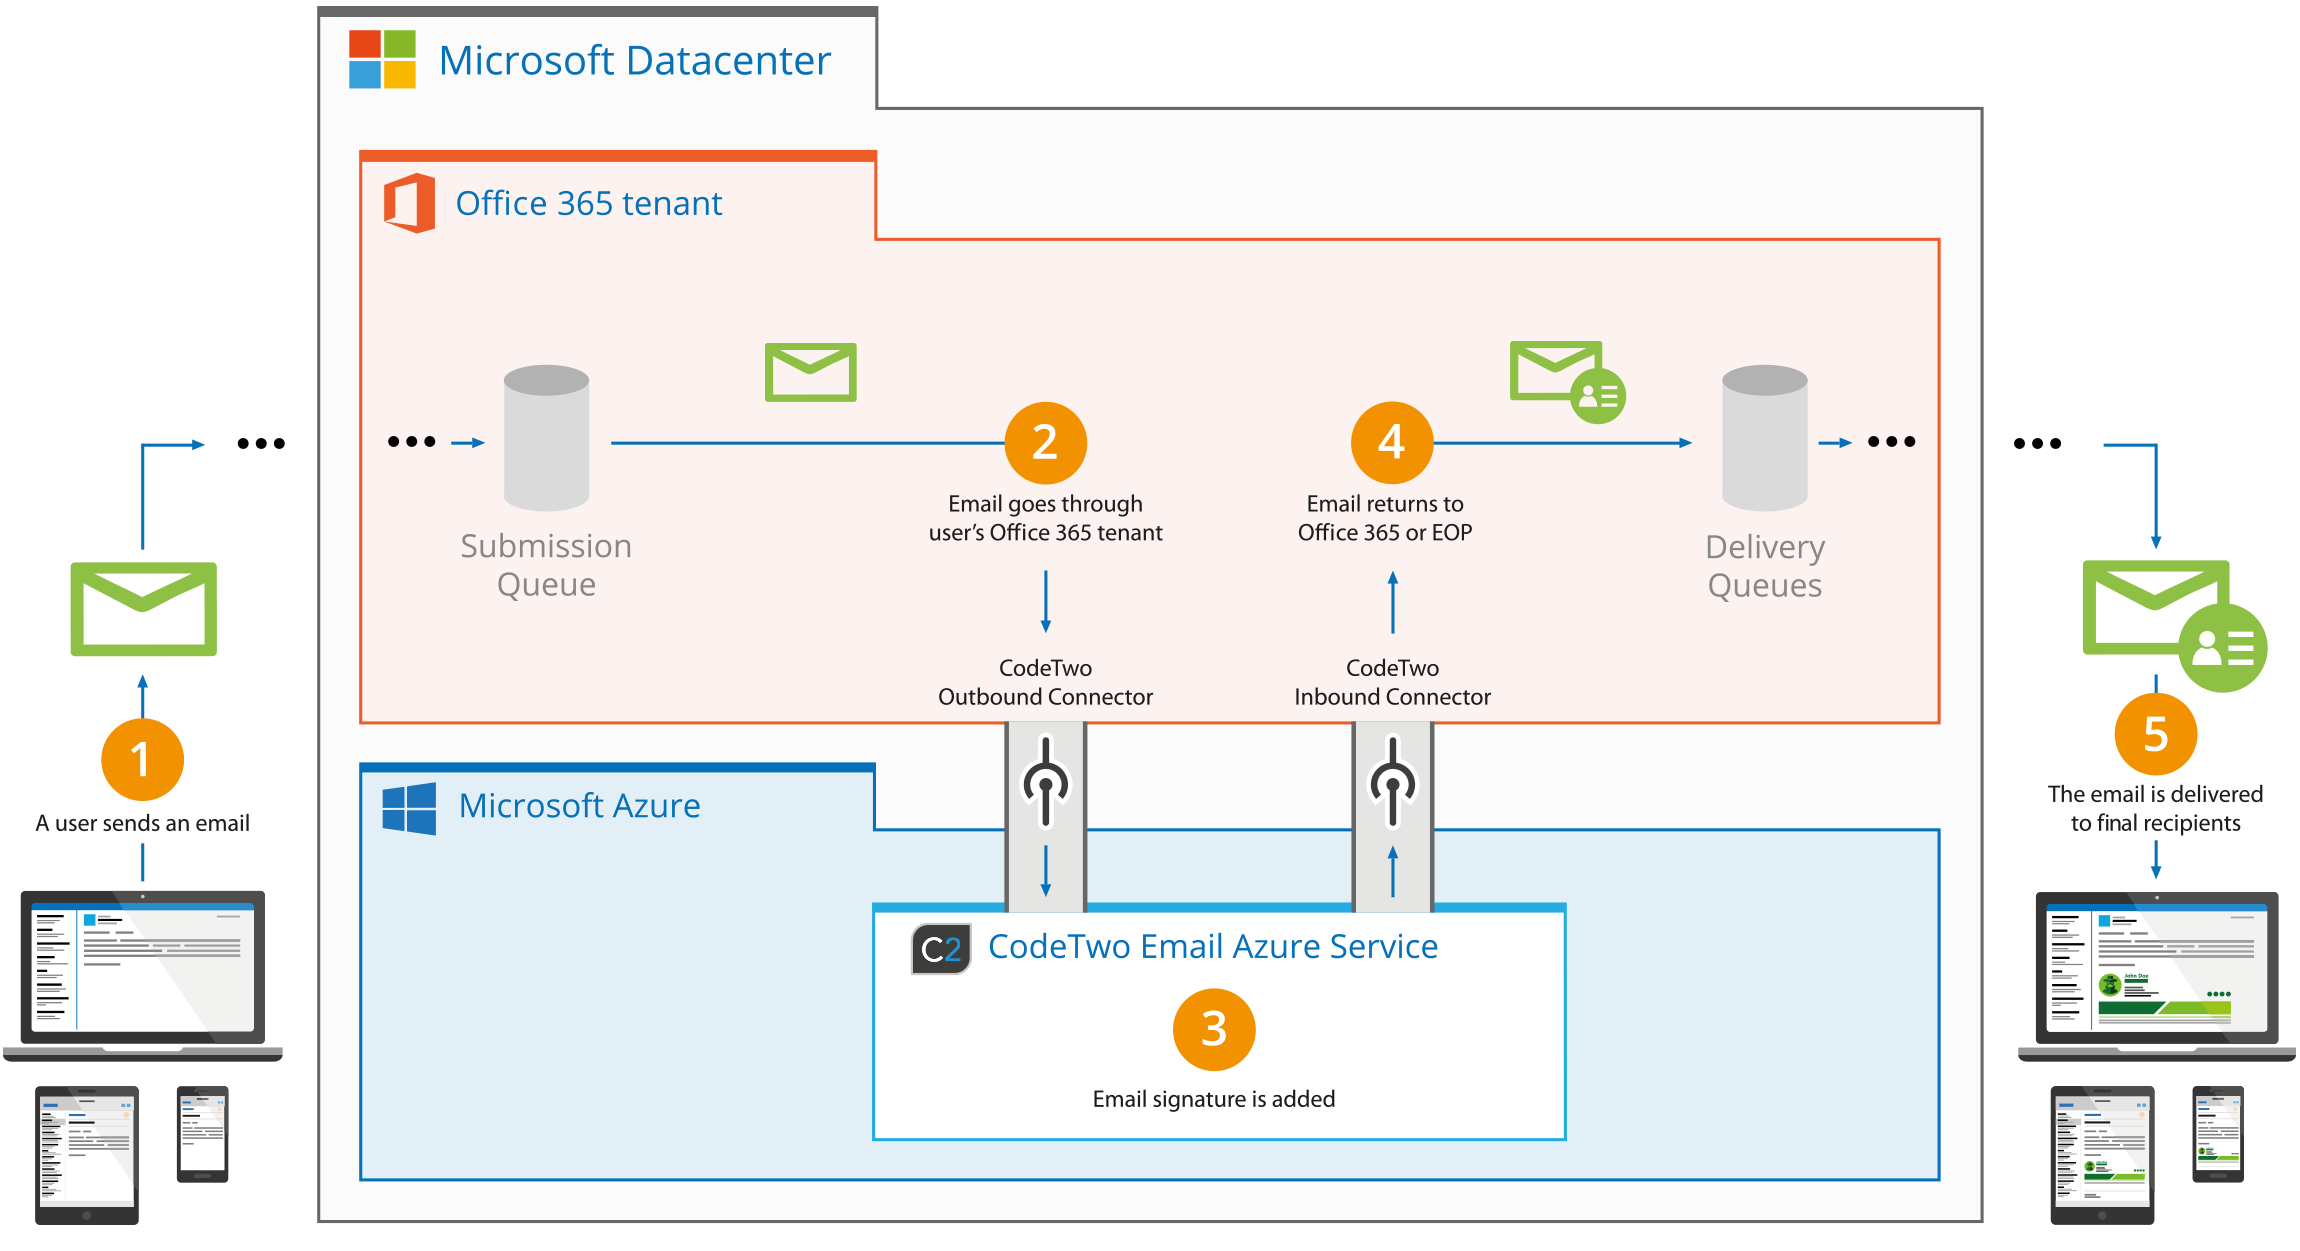 Microsoft Datacenter
Office 365 tenant
Submission
Queue
2
Email goes through
user's Office 365 tenant
4
Email returns to
Office 365 or EOP
Delivery
Queues
CodeTwo
Outbound Connector
CodeTwo
Inbound Connector
1
A user sends an email
Microsoft Azure
C2
CodeTwo Email Azure Service
3
Email signature is added
5
The email is delivered
to final recipients
John Doe